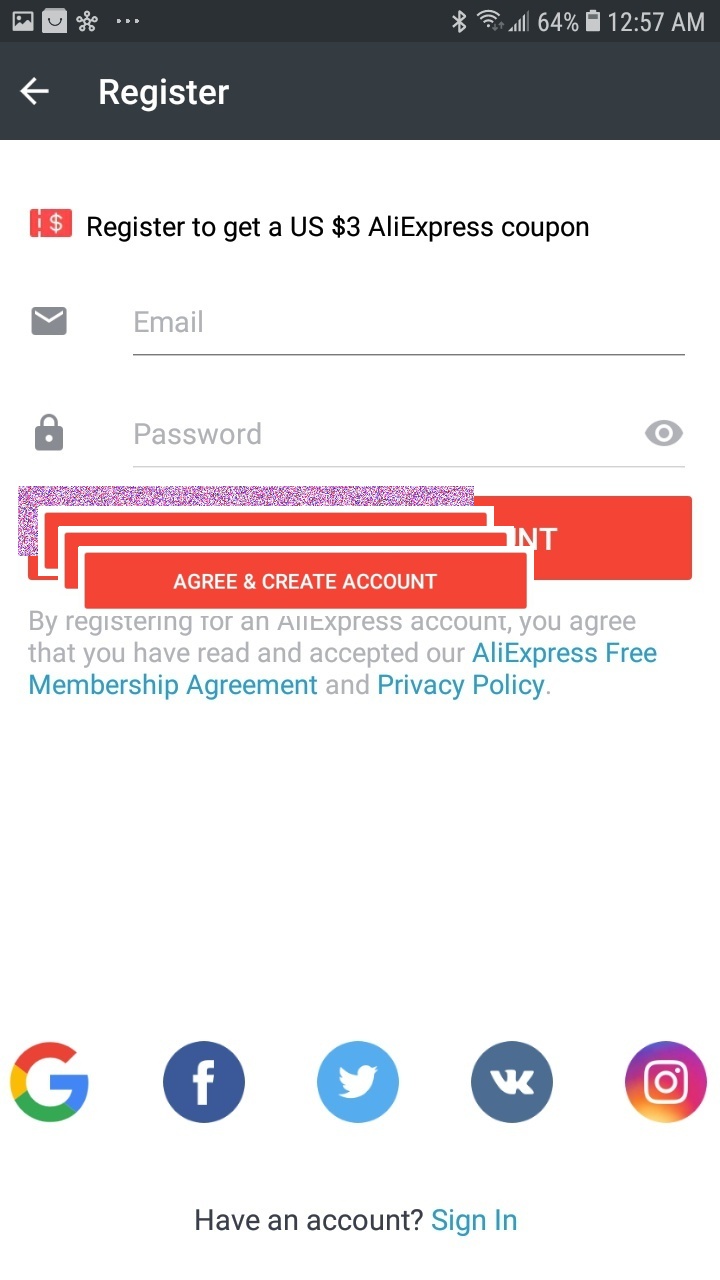 64% 12:57 AM
Register
$ Register to get a US $3 AliExpress coupon
Email
Password
NT
AGREE & CREATE ACCOUNT
By registering for an AliExpress account, you agree
that you have read and accepted our AliExpress Free
Membership Agreement and Privacy Policy.
Have an account? Sign In